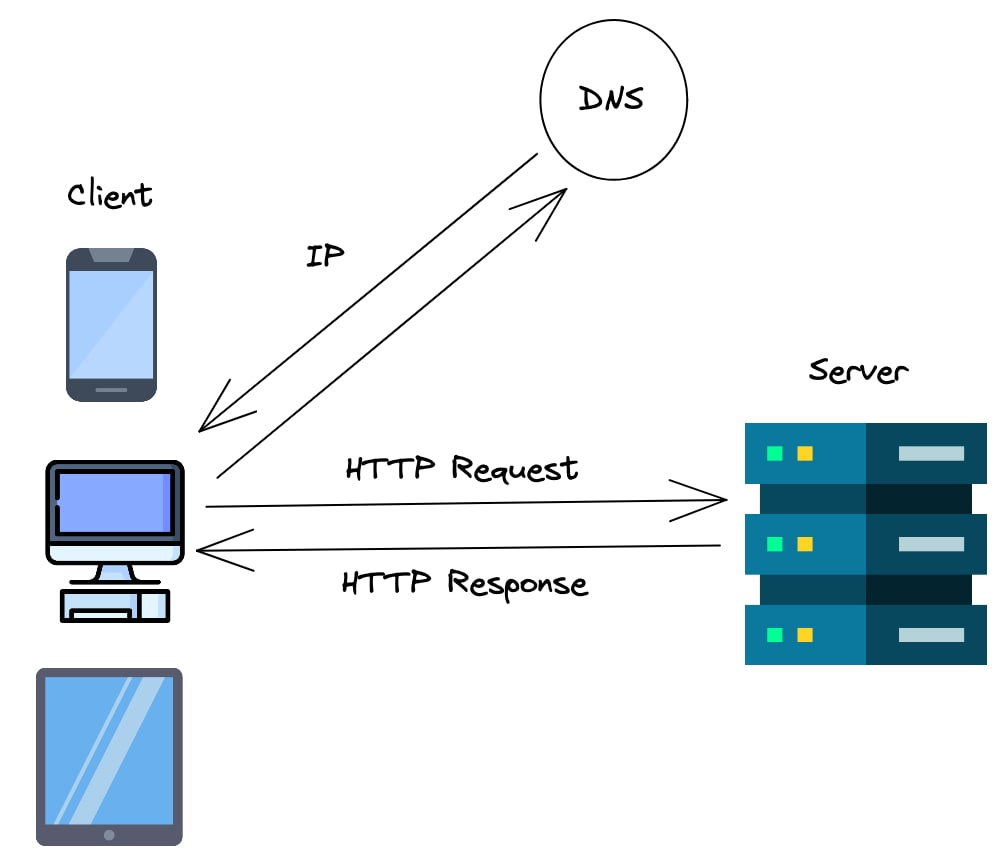 DNS
Client
IP
Server
HTTP Request
HTTP Response